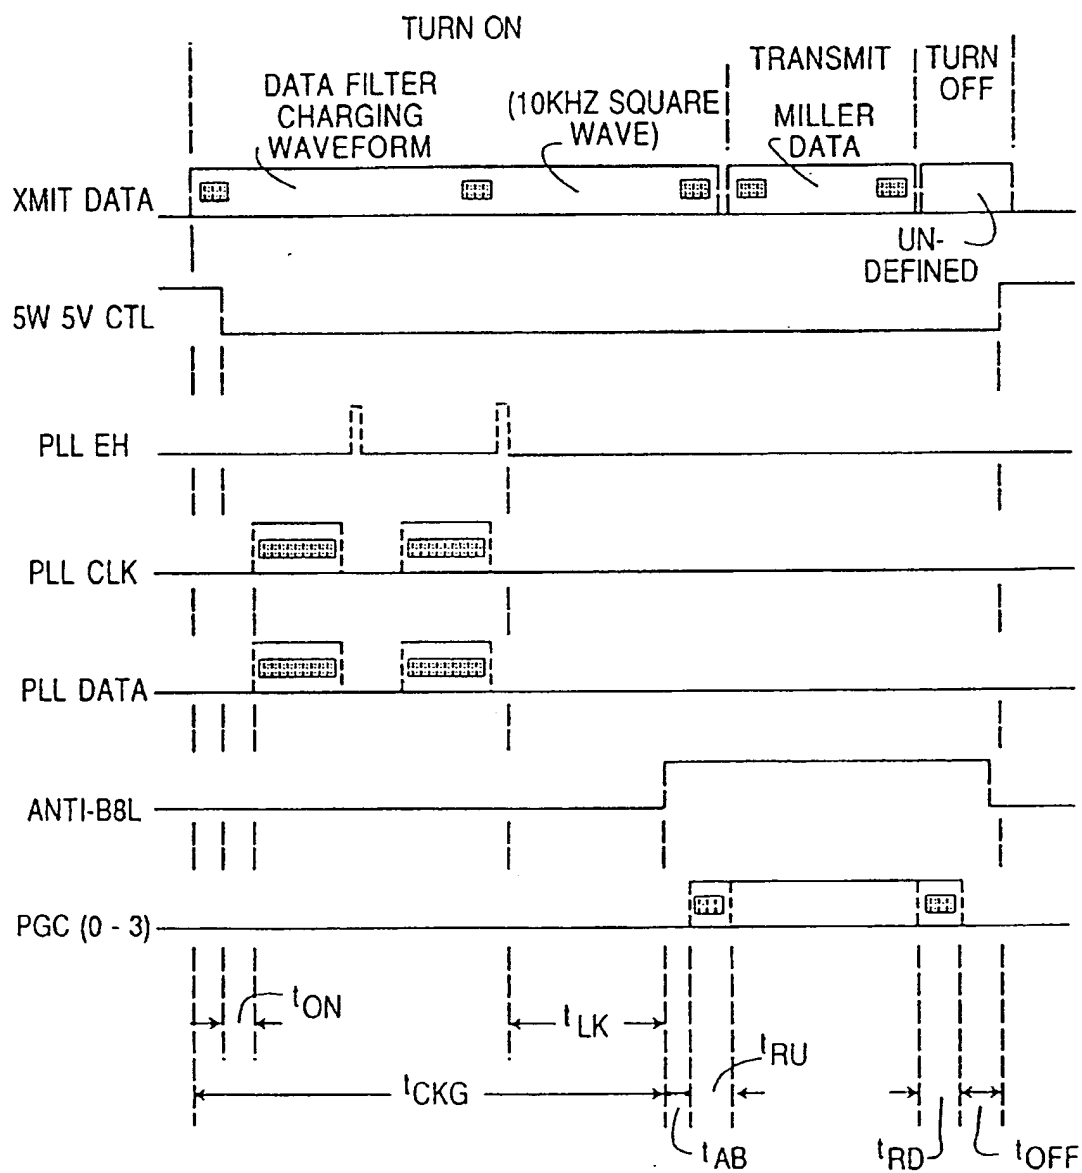 TURN ON
TRANSMIT
TURN
OFF
DATA FILTER
CHARGING
WAVEFORM
(10KHZ SQUARE
WAVE)
MILLER
DATA
XMIT DATA
UN-
DEFINED
5W 5V CTL
PLL EH
PLL CLK
PLL DATA
ANTI-B8L
PGC (0 - 3)
tON
tLK
tRU
tCKG
tAB
tRD
tOFF